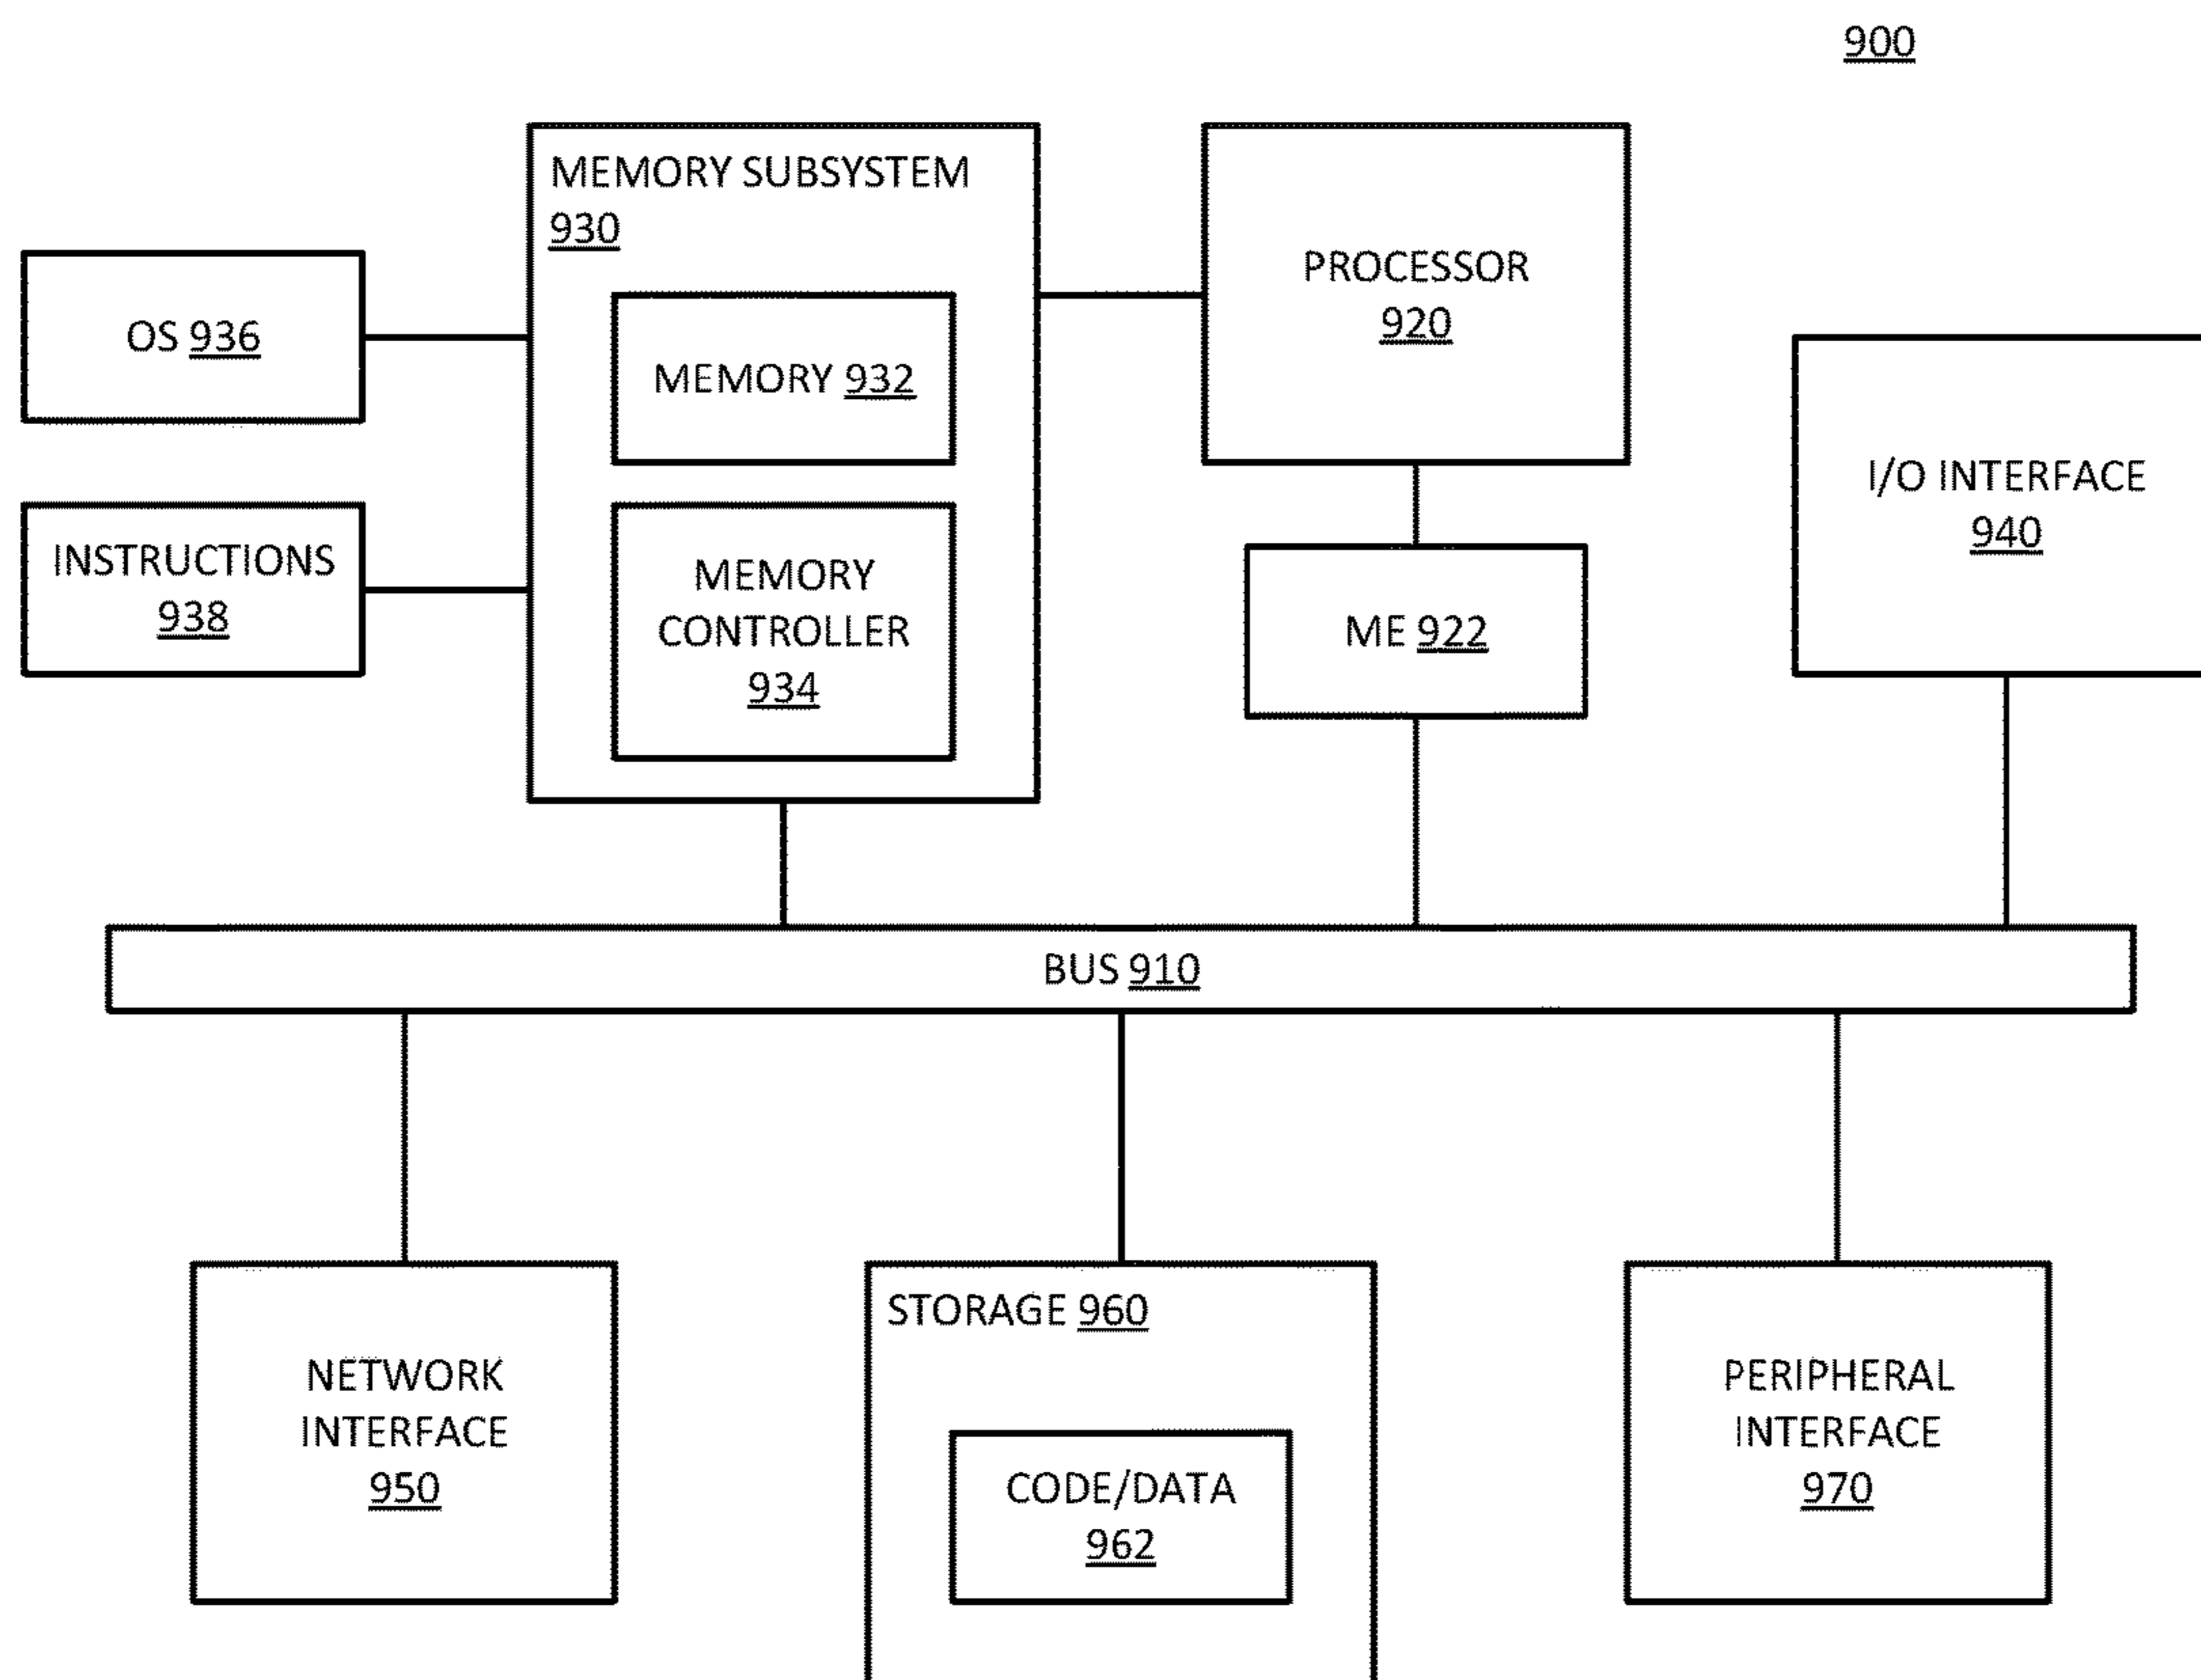 900
MEMORY SUBSYSTEM
930
PROCESSOR
920
OS 936
MEMORY 932
I/O INTERFACE
940
INSTRUCTIONS
938
MEMORY
CONTROLLER
934
ME 922
BUS 910
STORAGE 960
NETWORK
INTERFACE
950
CODE/DATA
962
PERIPHERAL
INTERFACE
970